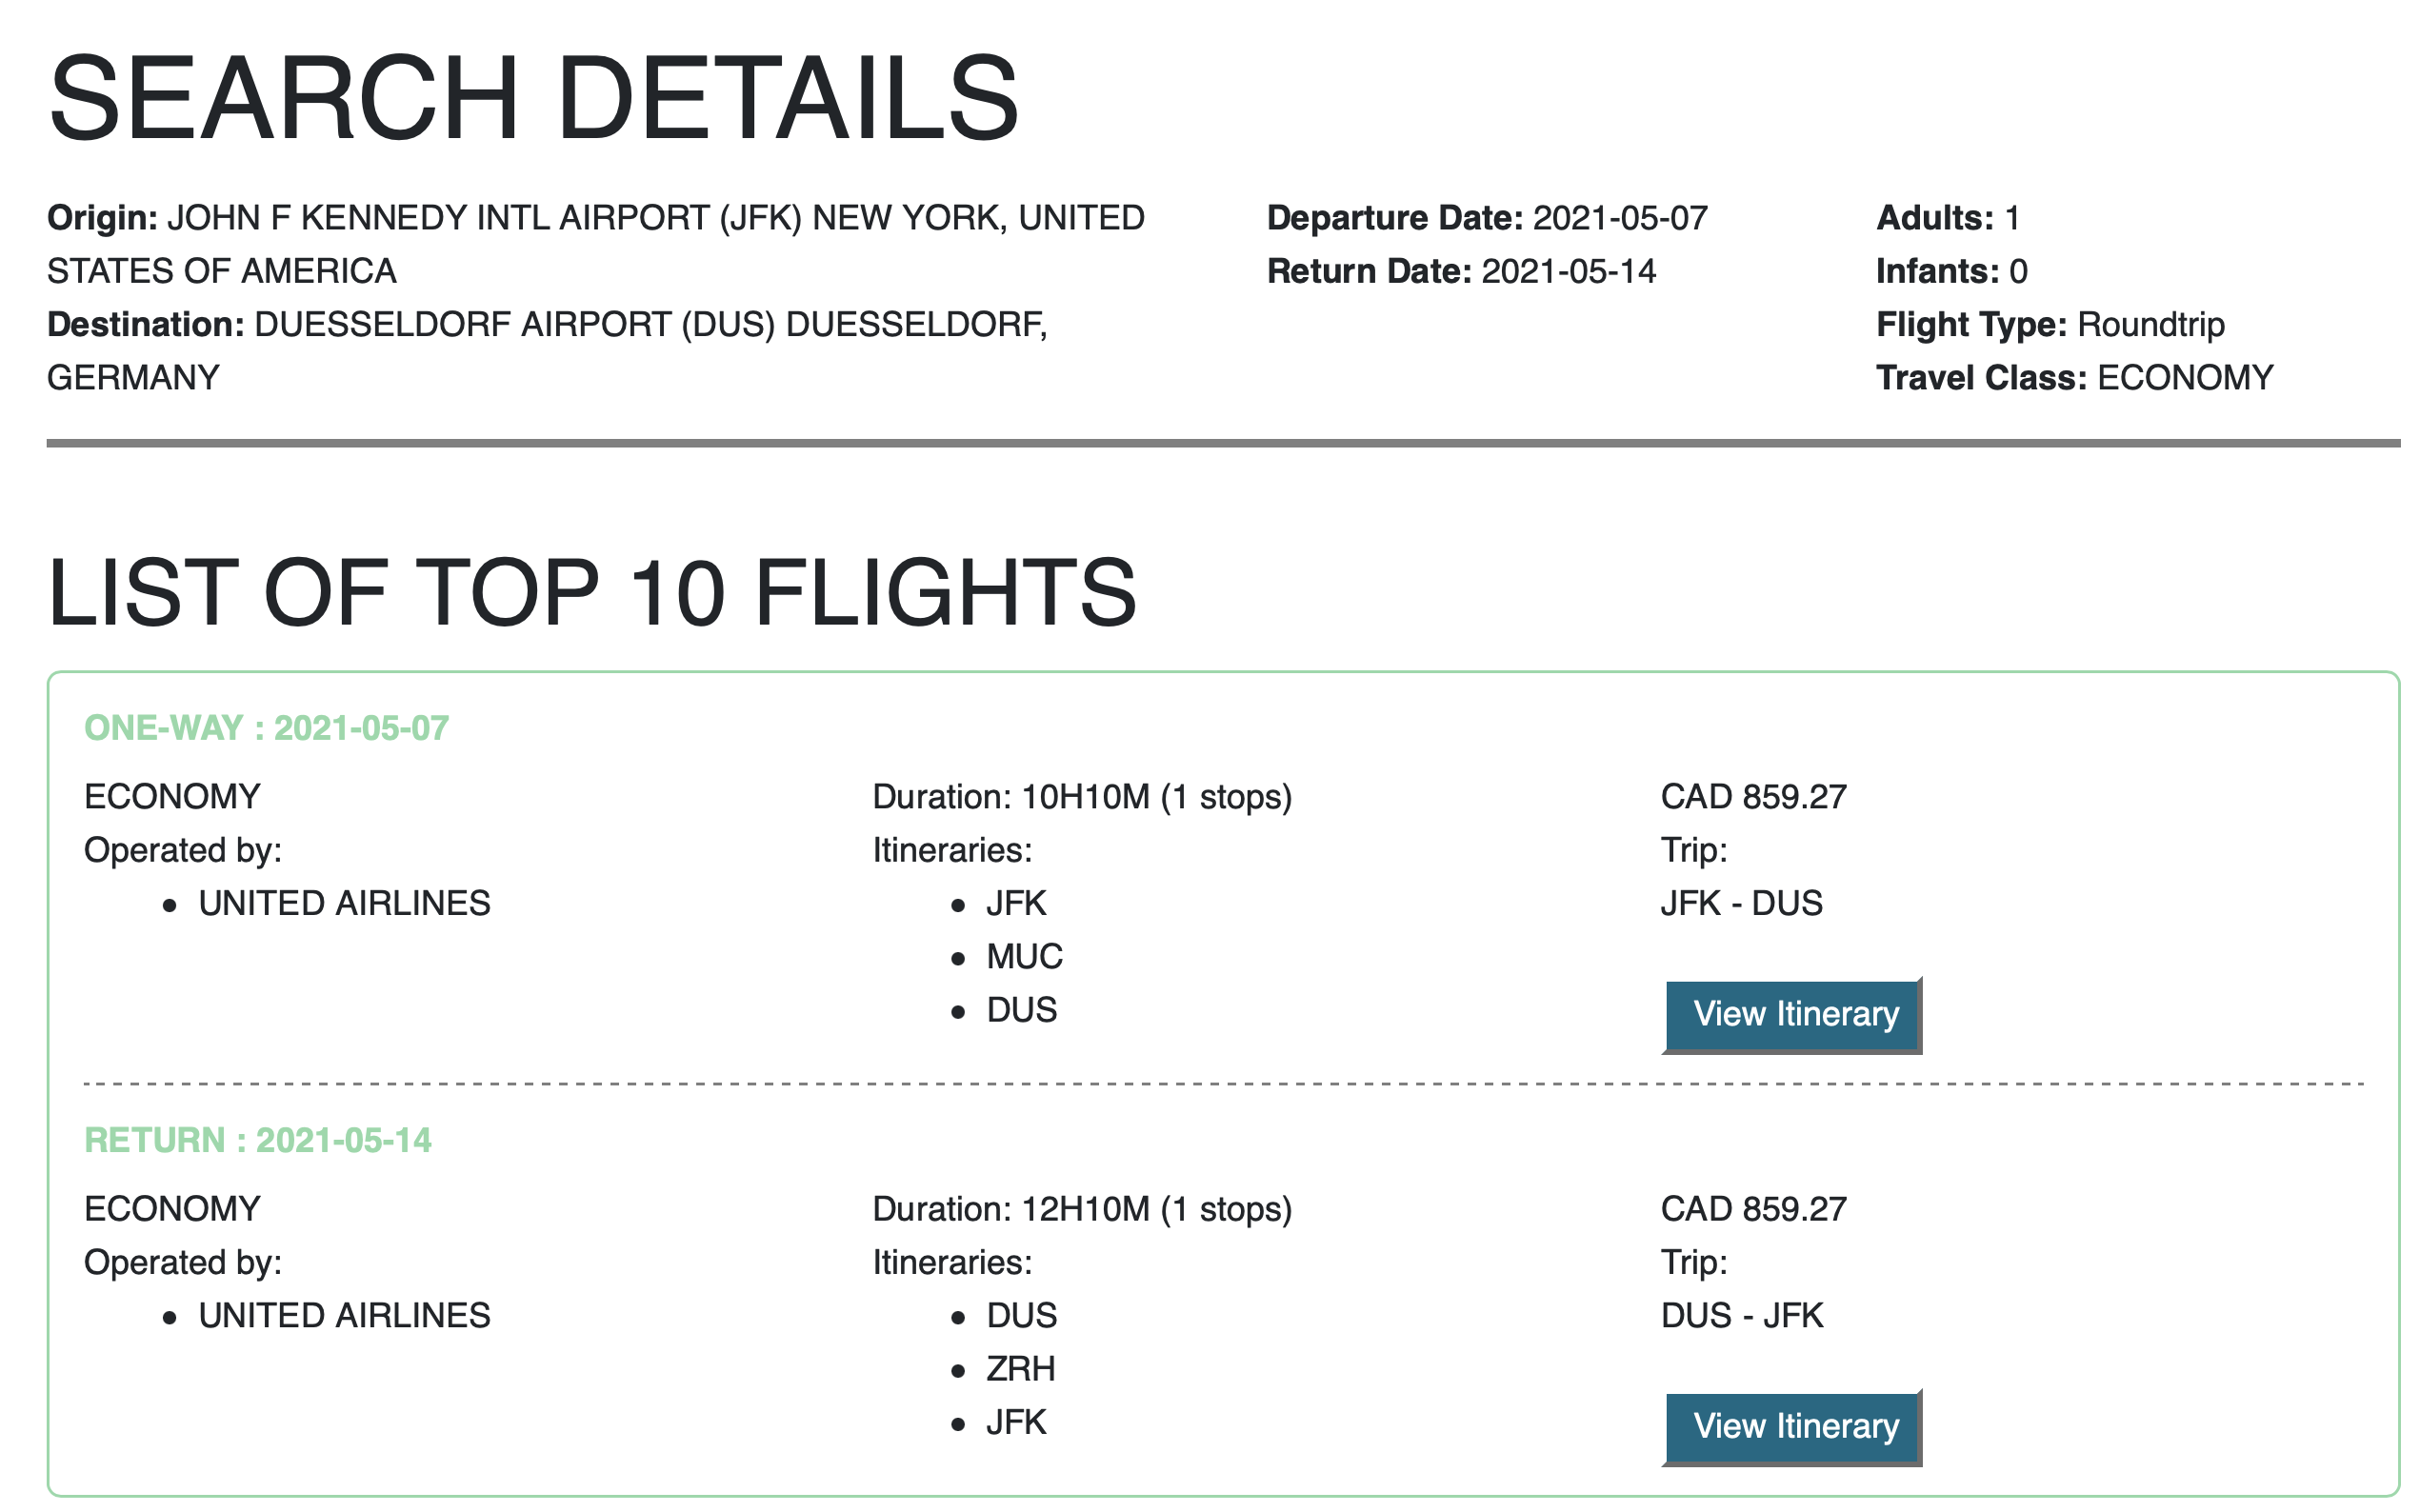 SEARCH DETAILS
Origin: JOHN F KENNEDY INTL AIRPORT (JFK) NEW YORK, UNITED
STATES OF AMERICA
Destination: DUESSELDORF AIRPORT (DUS) DUESSELDORF,
GERMANY
Departure Date: 2021-05-07
Return Date: 2021-05-14
Adults: 1
Infants: 0
Flight Type: Roundtrip
Travel Class: ECONOMY
LIST OF TOP 10 FLIGHTS
ONE-WAY : 2021-05-07
ECONOMY
Operated by:
• UNITED AIRLINES
Duration: 10H10M (1 stops)
Itineraries:
• JFK
• MUC
• DUS
CAD 859.27
Trip:
JFK - DUS
View Itinerary
RETURN : 2021-05-14
ECONOMY
Operated by:
• UNITED AIRLINES
Duration: 12H10M (1 stops)
Itineraries:
• DUS
• ZRH
• JFK
CAD 859.27
Trip:
DUS - JFK
View Itinerary